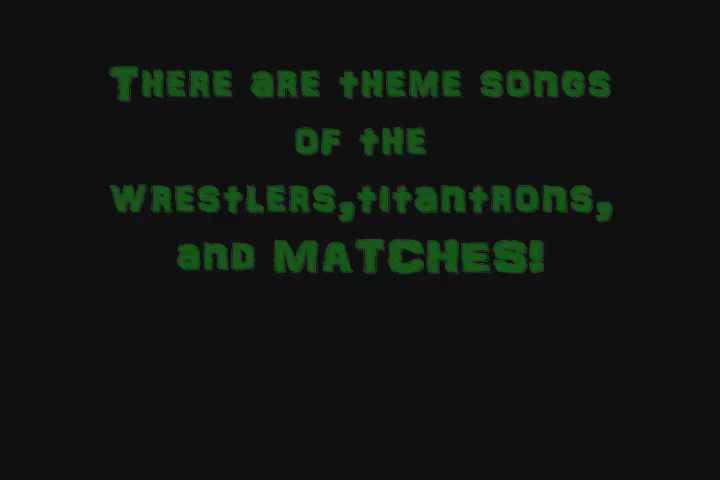 There are theme songs
of the
wrestlers,titantrons,
and MATCHES!